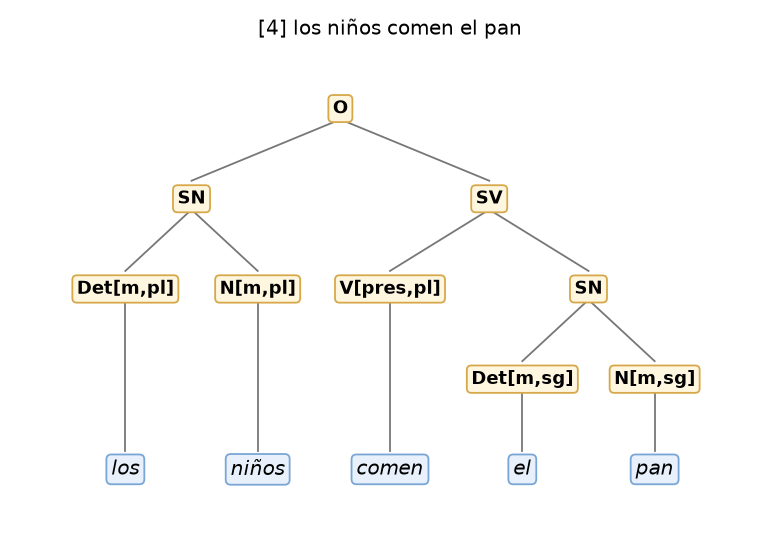 [4] los niños comen el pan
O
SN SV
Det[m,pl] N[m,pl] V[pres,pl] SN
Det[m,sg] N[m,sg]
los niños comen el pan